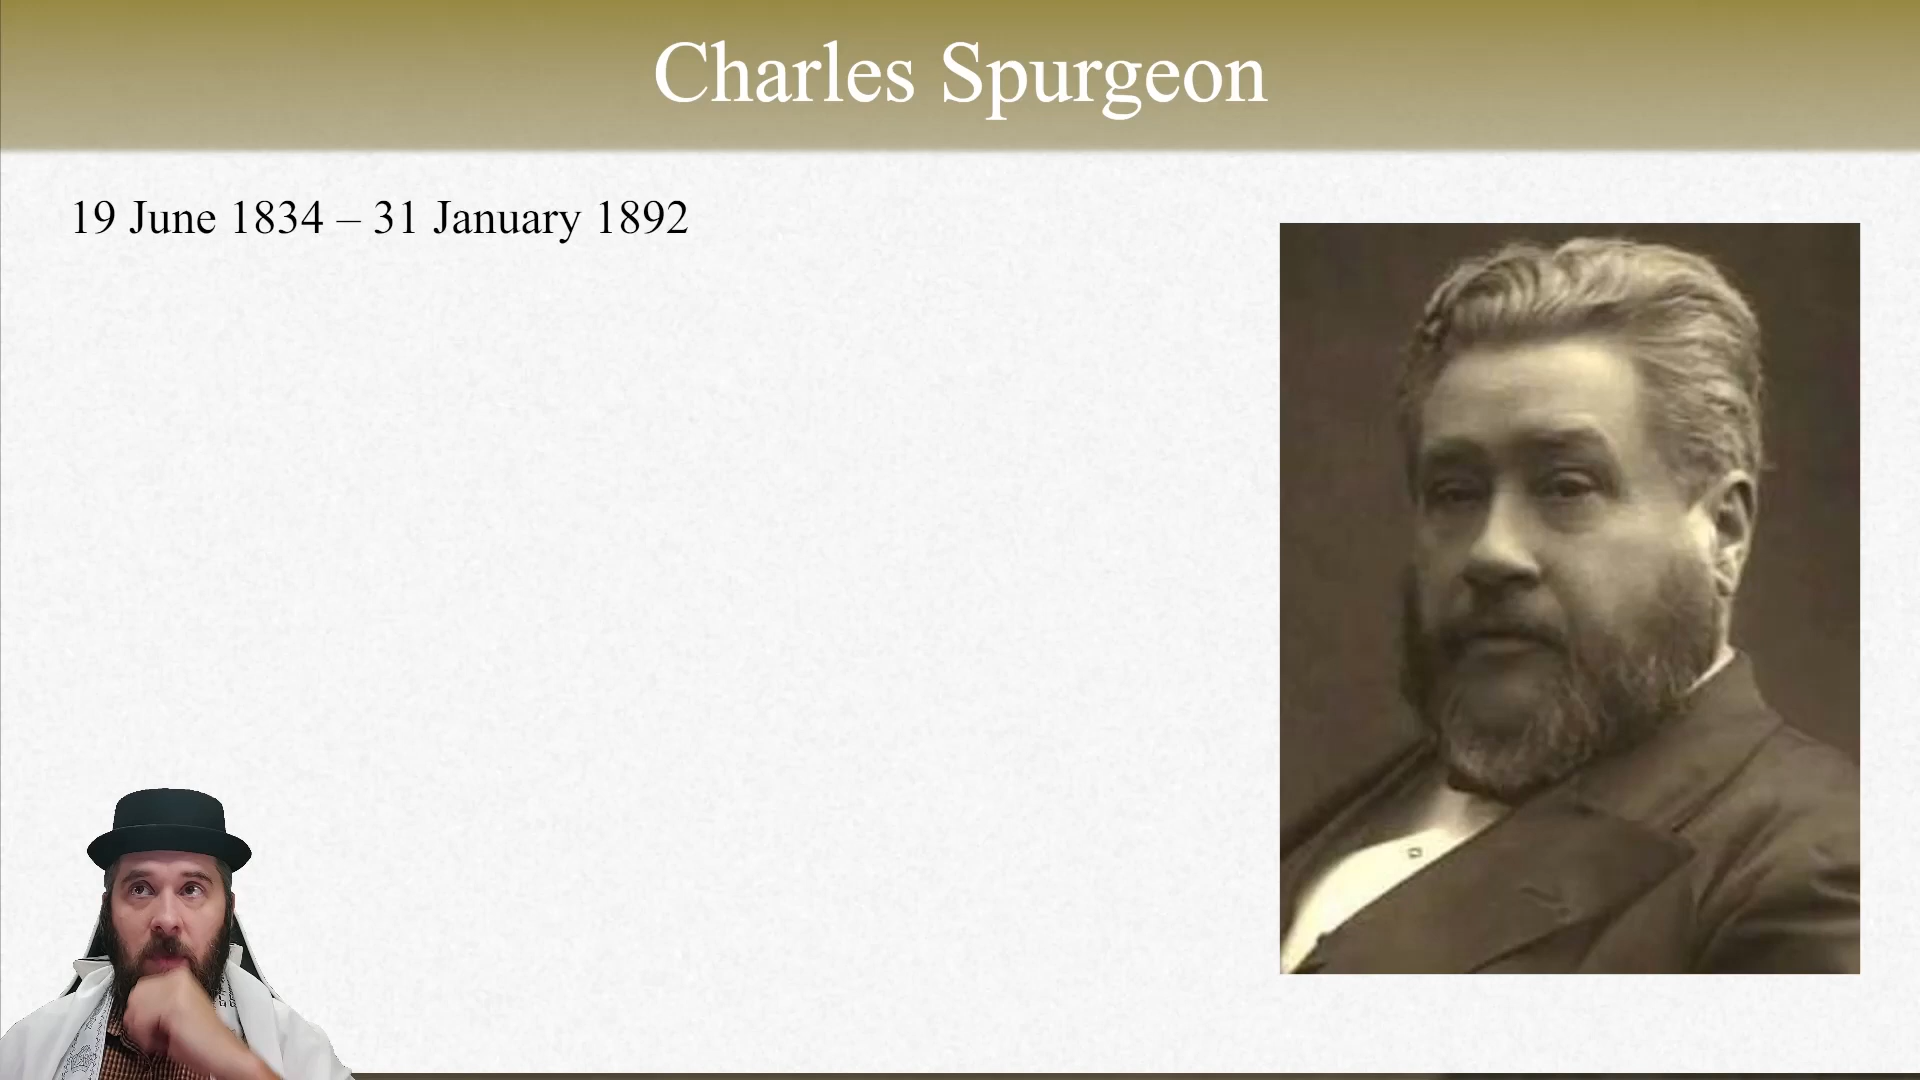 Charles Spurgeon
19 June 1834 – 31 January 1892